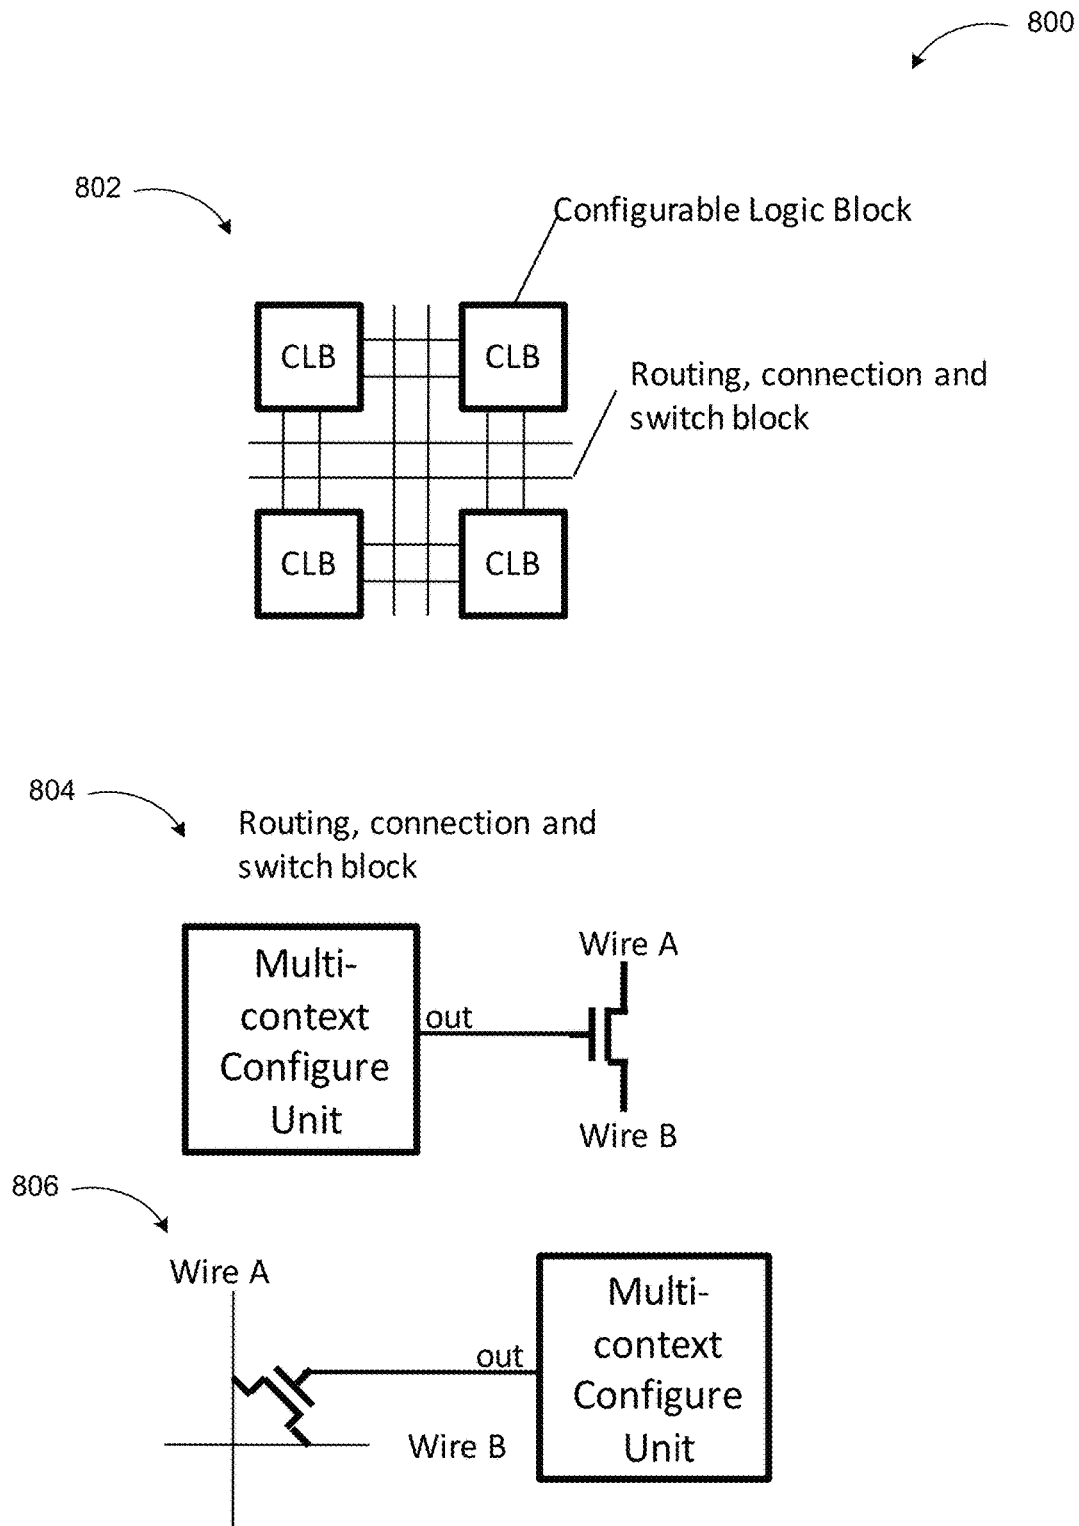 800
802
Configurable Logic Block
CLB
CLB
Routing, connection and
switch block
CLB
CLB
804
Routing, connection and
switch block
Multi-
context
Configure
Unit
out
Wire A
Wire B
806
Wire A
out
Wire B
Multi-
context
Configure
Unit